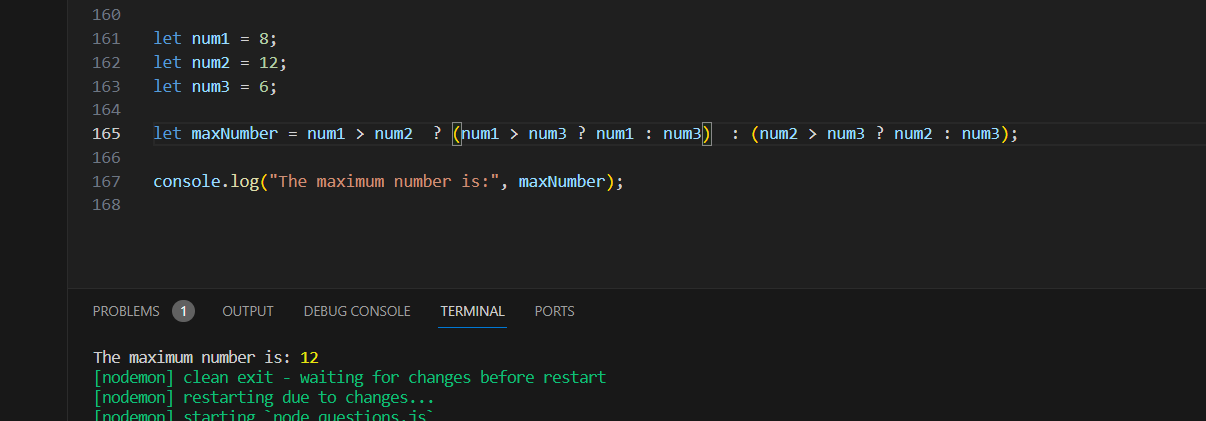 160
161 let num1 = 8;
162 let num2 = 12;
163 let num3 = 6;
164
165 let maxNumber = num1 > num2  ? (num1 > num3 ? num1 : num3)  : (num2 > num3 ? num2 : num3);
166
167 console.log("The maximum number is:", maxNumber);
168
PROBLEMS 1 OUTPUT DEBUG CONSOLE TERMINAL PORTS
The maximum number is: 12
[nodemon] clean exit - waiting for changes before restart
[nodemon] restarting due to changes...
[nodemon] starting `node questions.js`